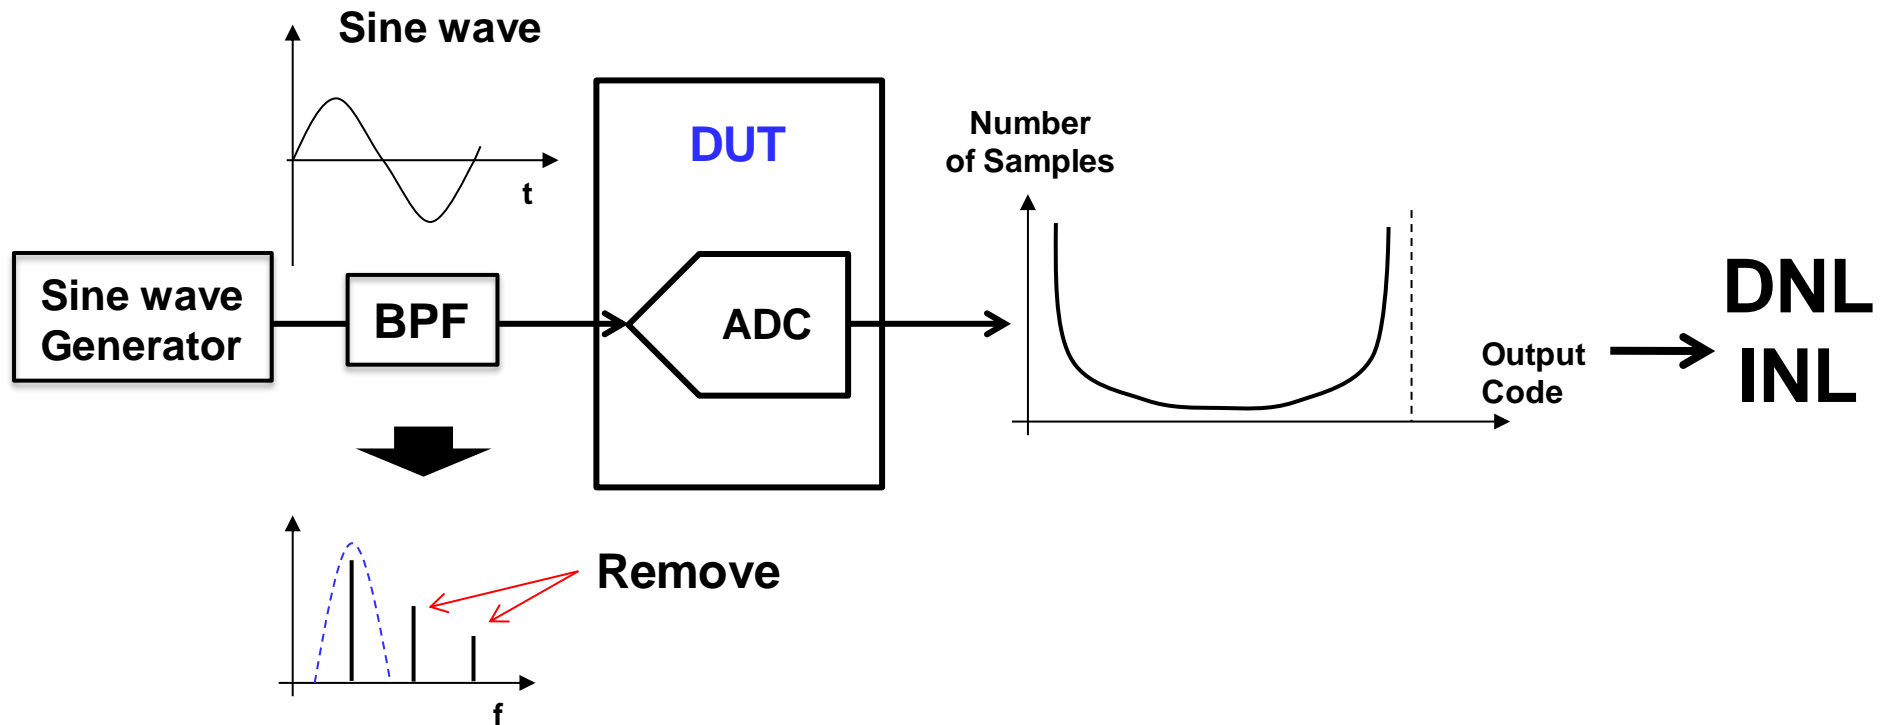 Sine wave
t
DUT
Number
of Samples
Sine wave
Generator
BPF
ADC
Output
Code
DNL
INL
Remove
f